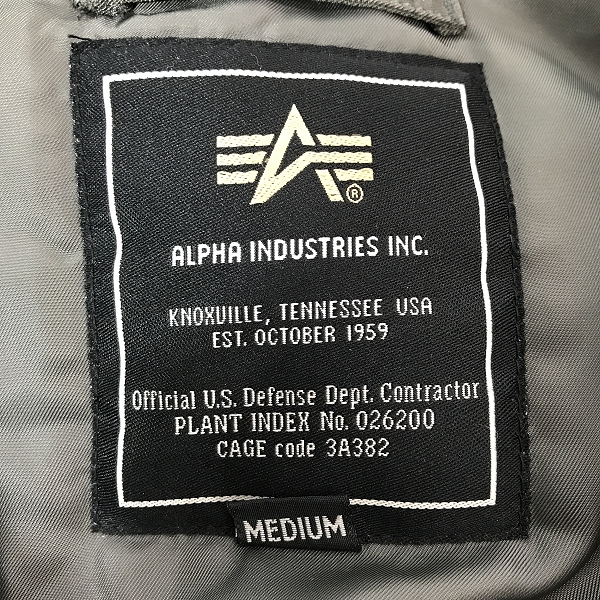 ®
ALPHA INDUSTRIES INC.
KNOXVILLE, TENNESSEE USA
EST. OCTOBER 1959
Official U.S. Defense Dept. Contractor
PLANT INDEX No. 026200
CAGE code 3A382
MEDIUM